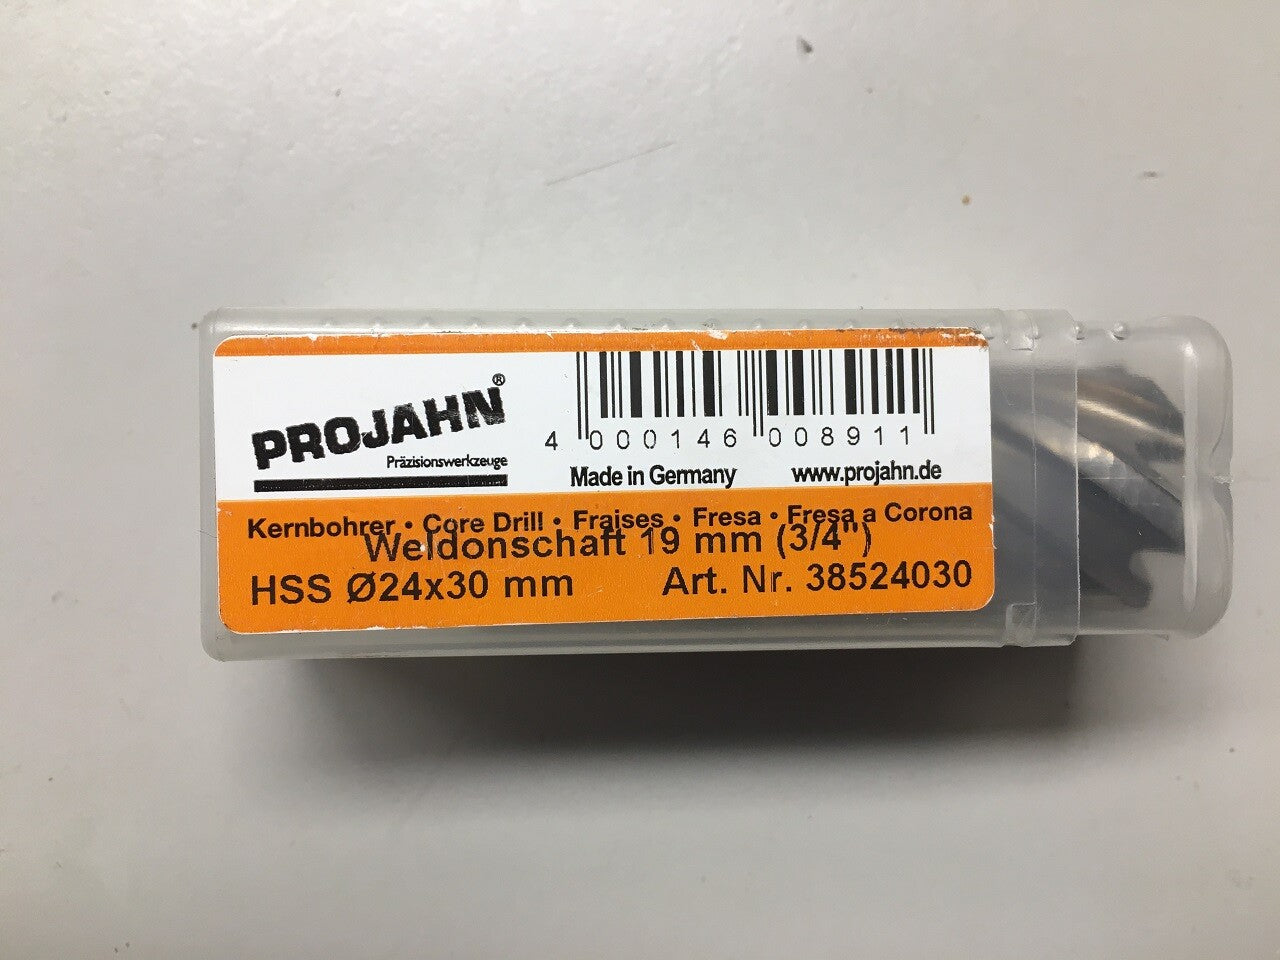 PROJAHN®
Präzisionswerkzeuge
4 000146 008911
Made in Germany www.projahn.de
Kernbohrer • Core Drill • Fraises • Fresa • Fresa a Corona
Weldonschaft 19 mm (3/4")
HSS Ø24x30 mm Art. Nr. 38524030